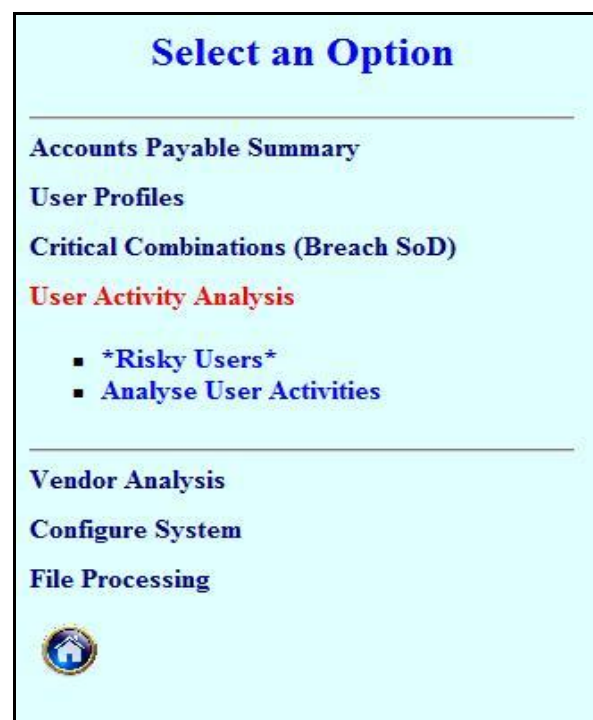 Select an Option
Accounts Payable Summary
User Profiles
Critical Combinations (Breach SoD)
User Activity Analysis
*Risky Users*
Analyse User Activities
Vendor Analysis
Configure System
File Processing